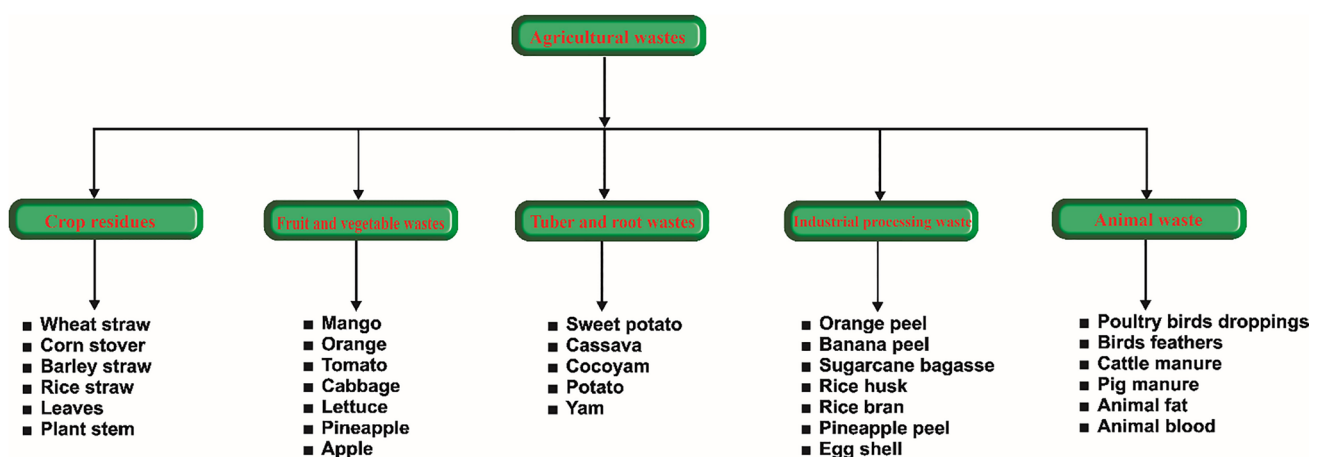 Agricultural wastes
Crop residues
Fruit and vegetable wastes
Tuber and root wastes
Industrial processing waste
Animal waste
Wheat straw
Corn stover
Barley straw
Rice straw
Leaves
Plant stem
Mango
Orange
Tomato
Cabbage
Lettuce
Pineapple
Apple
Sweet potato
Cassava
Cocoyam
Potato
Yam
Orange peel
Banana peel
Sugarcane bagasse
Rice husk
Rice bran
Pineapple peel
Egg shell
Poultry birds droppings
Birds feathers
Cattle manure
Pig manure
Animal fat
Animal blood